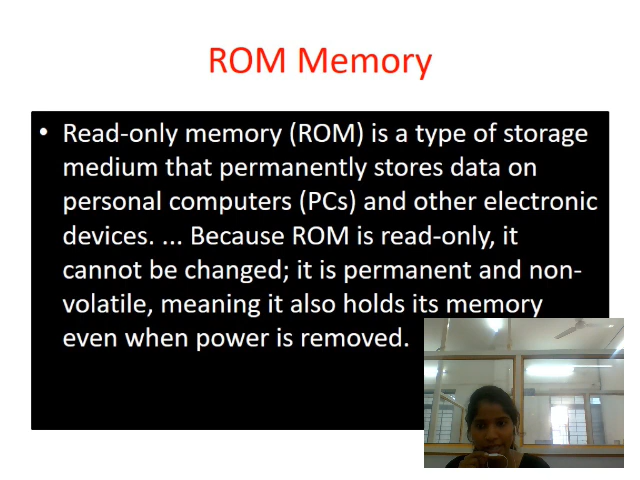 ROM Memory
• Read-only memory (ROM) is a type of storage
medium that permanently stores data on
personal computers (PCs) and other electronic
devices. ... Because ROM is read-only, it
cannot be changed; it is permanent and non-
volatile, meaning it also holds its memory
even when power is removed.